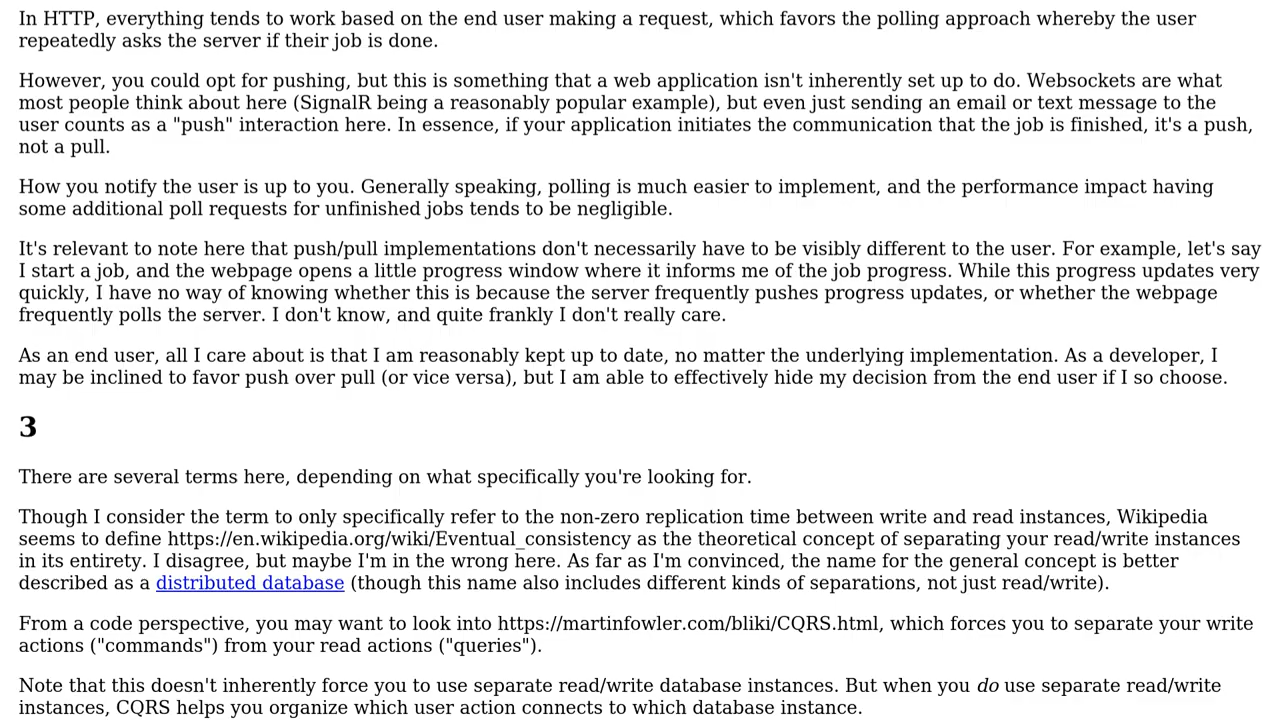 In HTTP, everything tends to work based on the end user making a request, which favors the polling approach whereby the user
repeatedly asks the server if their job is done.
However, you could opt for pushing, but this is something that a web application isn't inherently set up to do. Websockets are what
most people think about here (SignalR being a reasonably popular example), but even just sending an email or text message to the
user counts as a "push" interaction here. In essence, if your application initiates the communication that the job is finished, it's a push,
not a pull.
How you notify the user is up to you. Generally speaking, polling is much easier to implement, and the performance impact having
some additional poll requests for unfinished jobs tends to be negligible.
It's relevant to note here that push/pull implementations don't necessarily have to be visibly different to the user. For example, let's say
I start a job, and the webpage opens a little progress window where it informs me of the job progress. While this progress updates very
quickly, I have no way of knowing whether this is because the server frequently pushes progress updates, or whether the webpage
frequently polls the server. I don't know, and quite frankly I don't really care.
As an end user, all I care about is that I am reasonably kept up to date, no matter the underlying implementation. As a developer, I
may be inclined to favor push over pull (or vice versa), but I am able to effectively hide my decision from the end user if I so choose.
3
There are several terms here, depending on what specifically you're looking for.
Though I consider the term to only specifically refer to the non-zero replication time between write and read instances, Wikipedia
seems to define https://en.wikipedia.org/wiki/Eventual_consistency as the theoretical concept of separating your read/write instances
in its entirety. I disagree, but maybe I'm in the wrong here. As far as I'm convinced, the name for the general concept is better
described as a distributed database (though this name also includes different kinds of separations, not just read/write).
From a code perspective, you may want to look into https://martinfowler.com/bliki/CQRS.html, which forces you to separate your write
actions ("commands") from your read actions ("queries").
Note that this doesn't inherently force you to use separate read/write database instances. But when you do use separate read/write
instances, CQRS helps you organize which user action connects to which database instance.